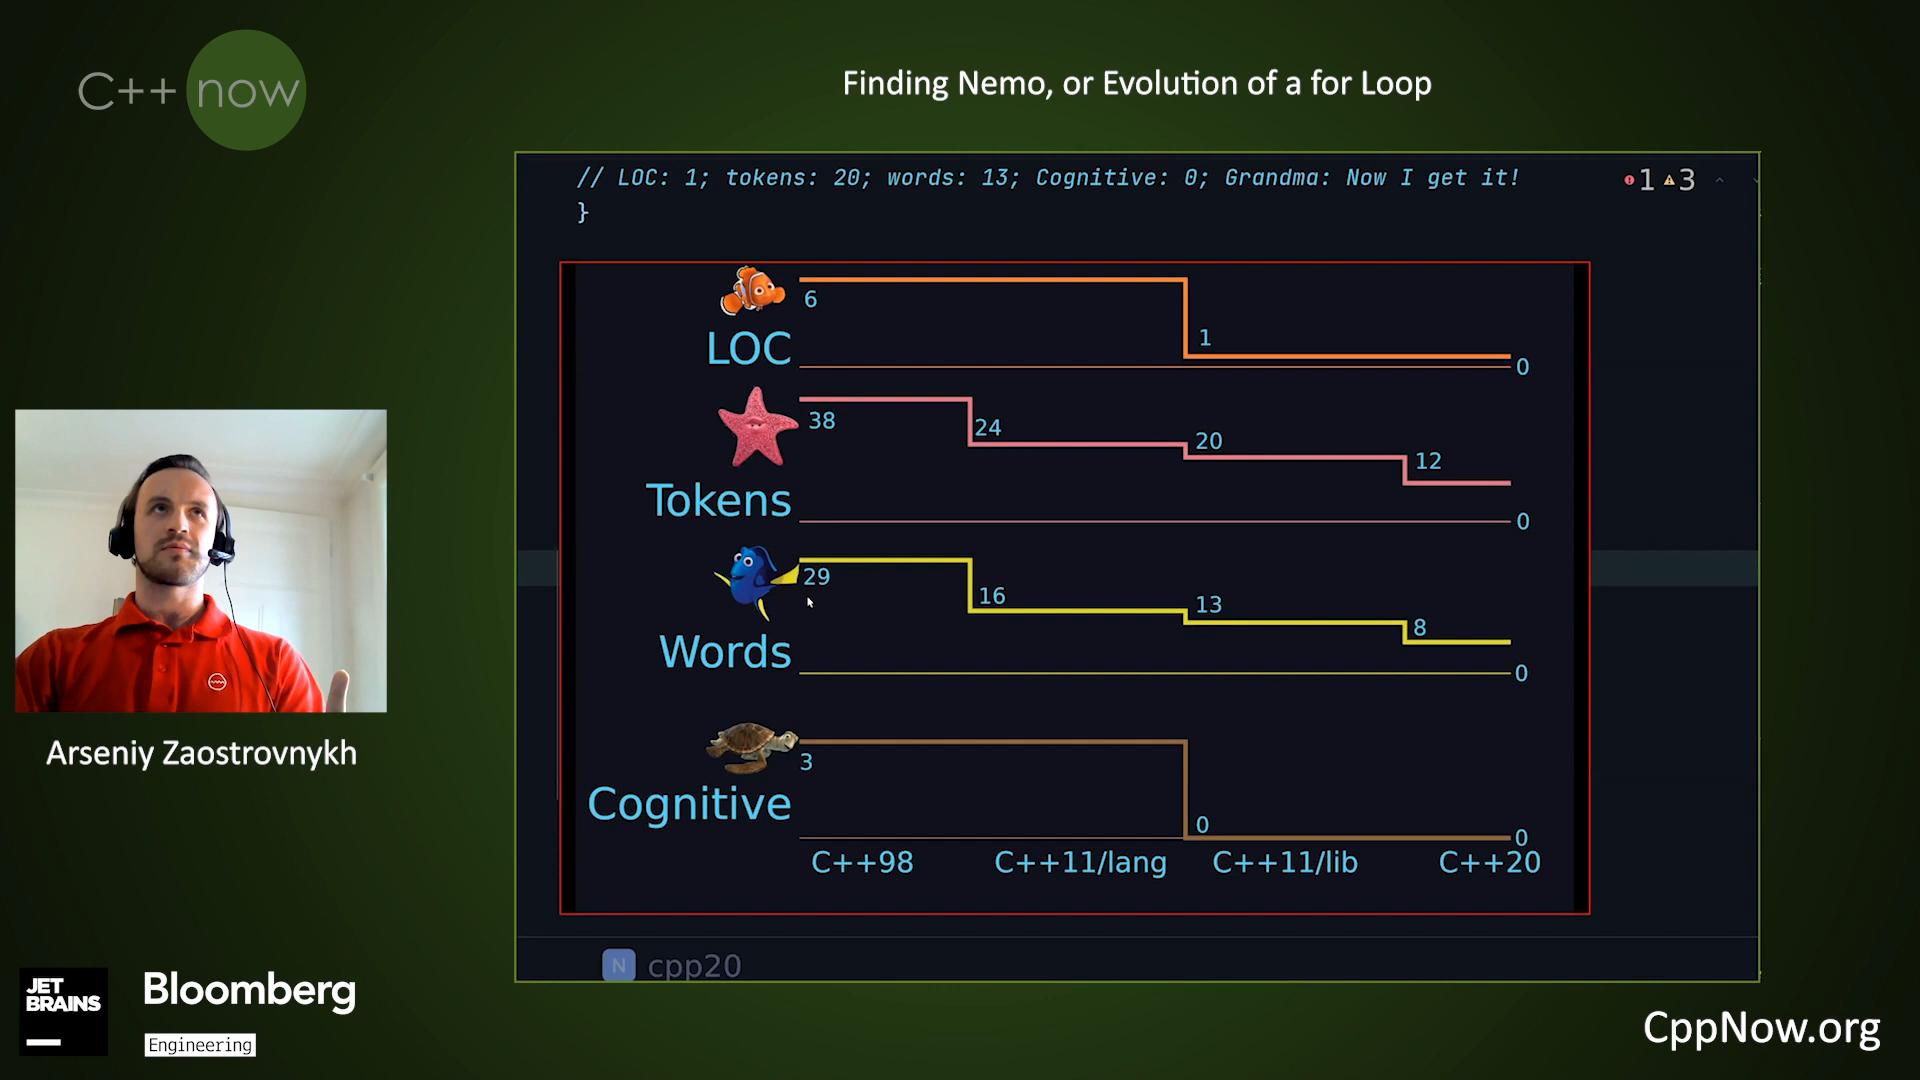 C++ now
Finding Nemo, or Evolution of a for Loop
// LOC: 1; tokens: 20; words: 13; Cognitive: 0; Grandma: Now I get it!
1 3
}
6
LOC
1
0
38
24
20
12
Tokens
0
29
16
13
8
Words
0
3
Cognitive
0
0
C++98 C++11/lang C++11/lib C++20
N cpp20
Arseniy Zaostrovnykh
JET
BRAINS
Bloomberg
Engineering
CppNow.org